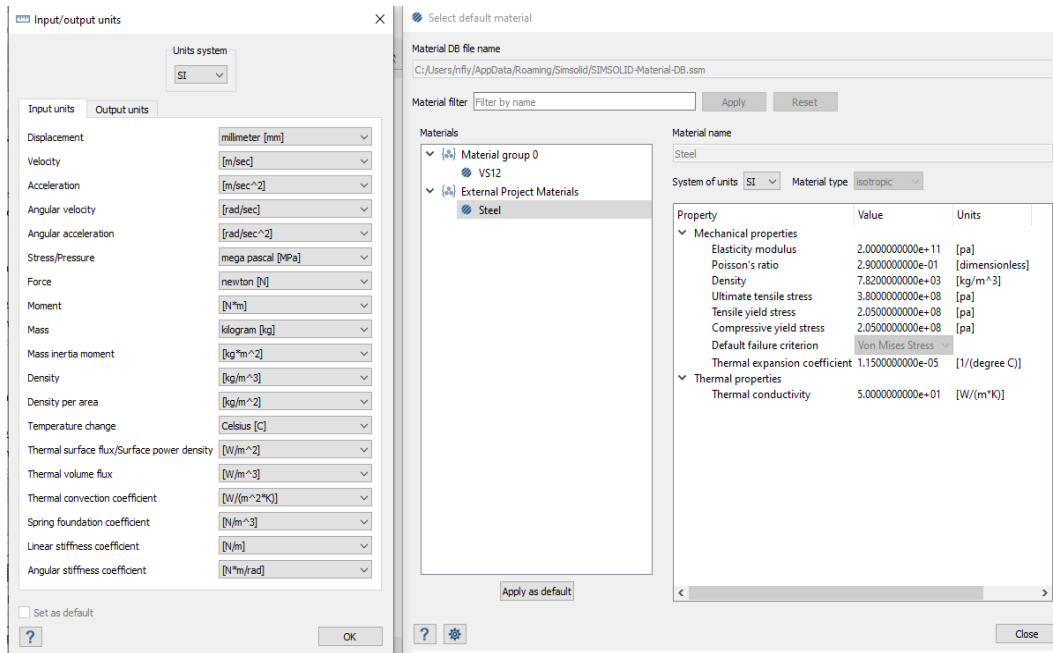 Input/output units
Units system
SI
Input units
Output units
Displacement millimeter [mm]
Velocity [m/sec]
Acceleration [m/sec^2]
Angular velocity [rad/sec]
Angular acceleration [rad/sec^2]
Stress/Pressure mega pascal [MPa]
Force newton [N]
Moment [N*m]
Mass kilogram [kg]
Mass inertia moment [kg*m^2]
Density [kg/m^3]
Density per area [kg/m^2]
Temperature change Celsius [C]
Thermal surface flux/Surface power density [W/m^2]
Thermal volume flux [W/m^3]
Thermal convection coefficient [W/(m^2*K)]
Spring foundation coefficient [N/m^3]
Linear stiffness coefficient [N/m]
Angular stiffness coefficient [N*m/rad]
Set as default
? OK
Select default material
Material DB file name
C:/Users/nfly/AppData/Roaming/Simsolid/SIMSOLID-Material-DB.ssm
Material filter Filter by name Apply Reset
Materials
Material group 0
VS12
External Project Materials
Steel
Apply as default
Material name
Steel
System of units SI Material type isotropic
Property Value Units
Mechanical properties
Elasticity modulus 2.0000000000e+11 [pa]
Poisson's ratio 2.9000000000e-01 [dimensionless]
Density 7.8200000000e+03 [kg/m^3]
Ultimate tensile stress 3.8000000000e+08 [pa]
Tensile yield stress 2.0500000000e+08 [pa]
Compressive yield stress 2.0500000000e+08 [pa]
Default failure criterion Von Mises Stress
Thermal expansion coefficient 1.1500000000e-05 [1/(degree C)]
Thermal properties
Thermal conductivity 5.0000000000e+01 [W/(m*K)]
? Close